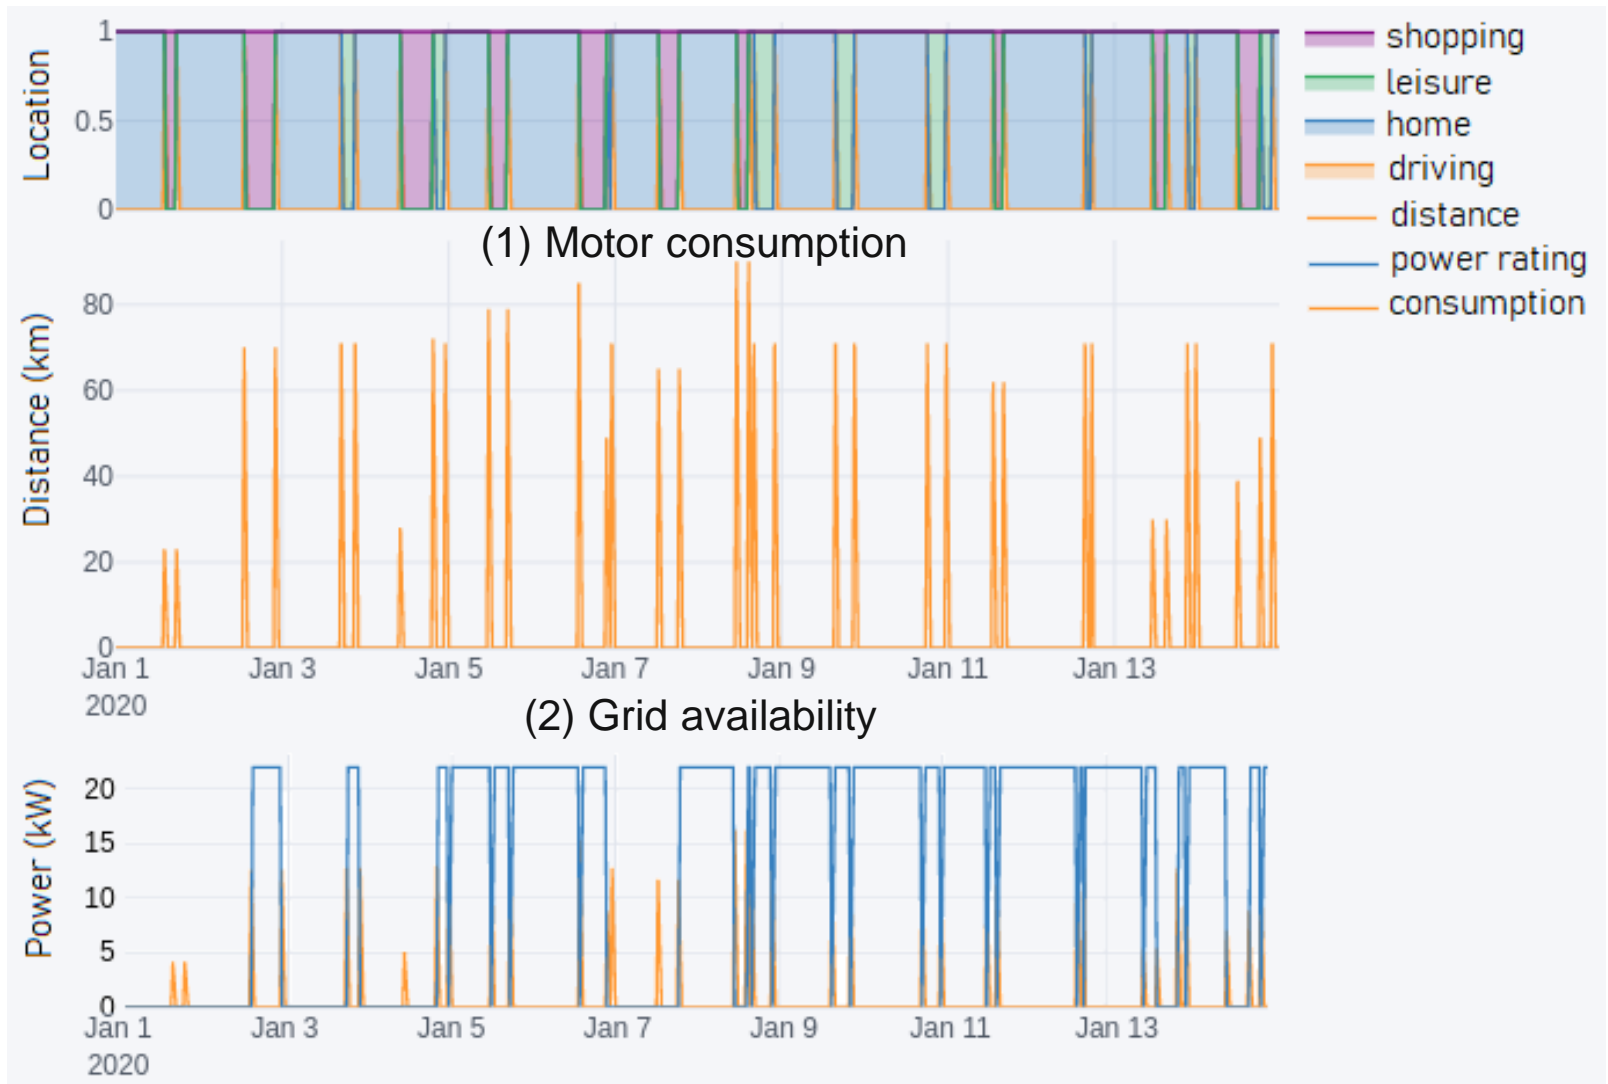 Location
1
0.5
0
shopping
leisure
home
driving
distance
power rating
consumption
(1) Motor consumption
Distance (km)
80
60
40
20
0
Jan 1 Jan 3 Jan 5 Jan 7 Jan 9 Jan 11 Jan 13
2020
(2) Grid availability
Power (kW)
20
15
10
5
0
Jan 1 Jan 3 Jan 5 Jan 7 Jan 9 Jan 11 Jan 13
2020